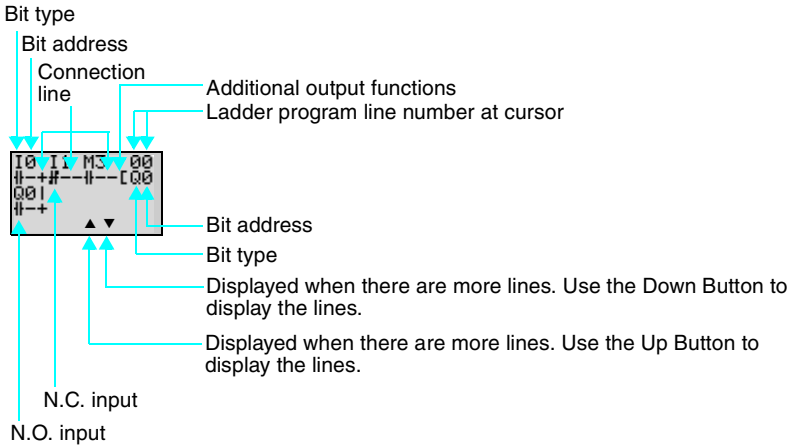 Bit type
Bit address
Connection
line
Additional output functions
Ladder program line number at cursor
I0 I1 M3 00
Q0
Q0
Bit address
Bit type
Displayed when there are more lines. Use the Down Button to
display the lines.
Displayed when there are more lines. Use the Up Button to
display the lines.
N.C. input
N.O. input